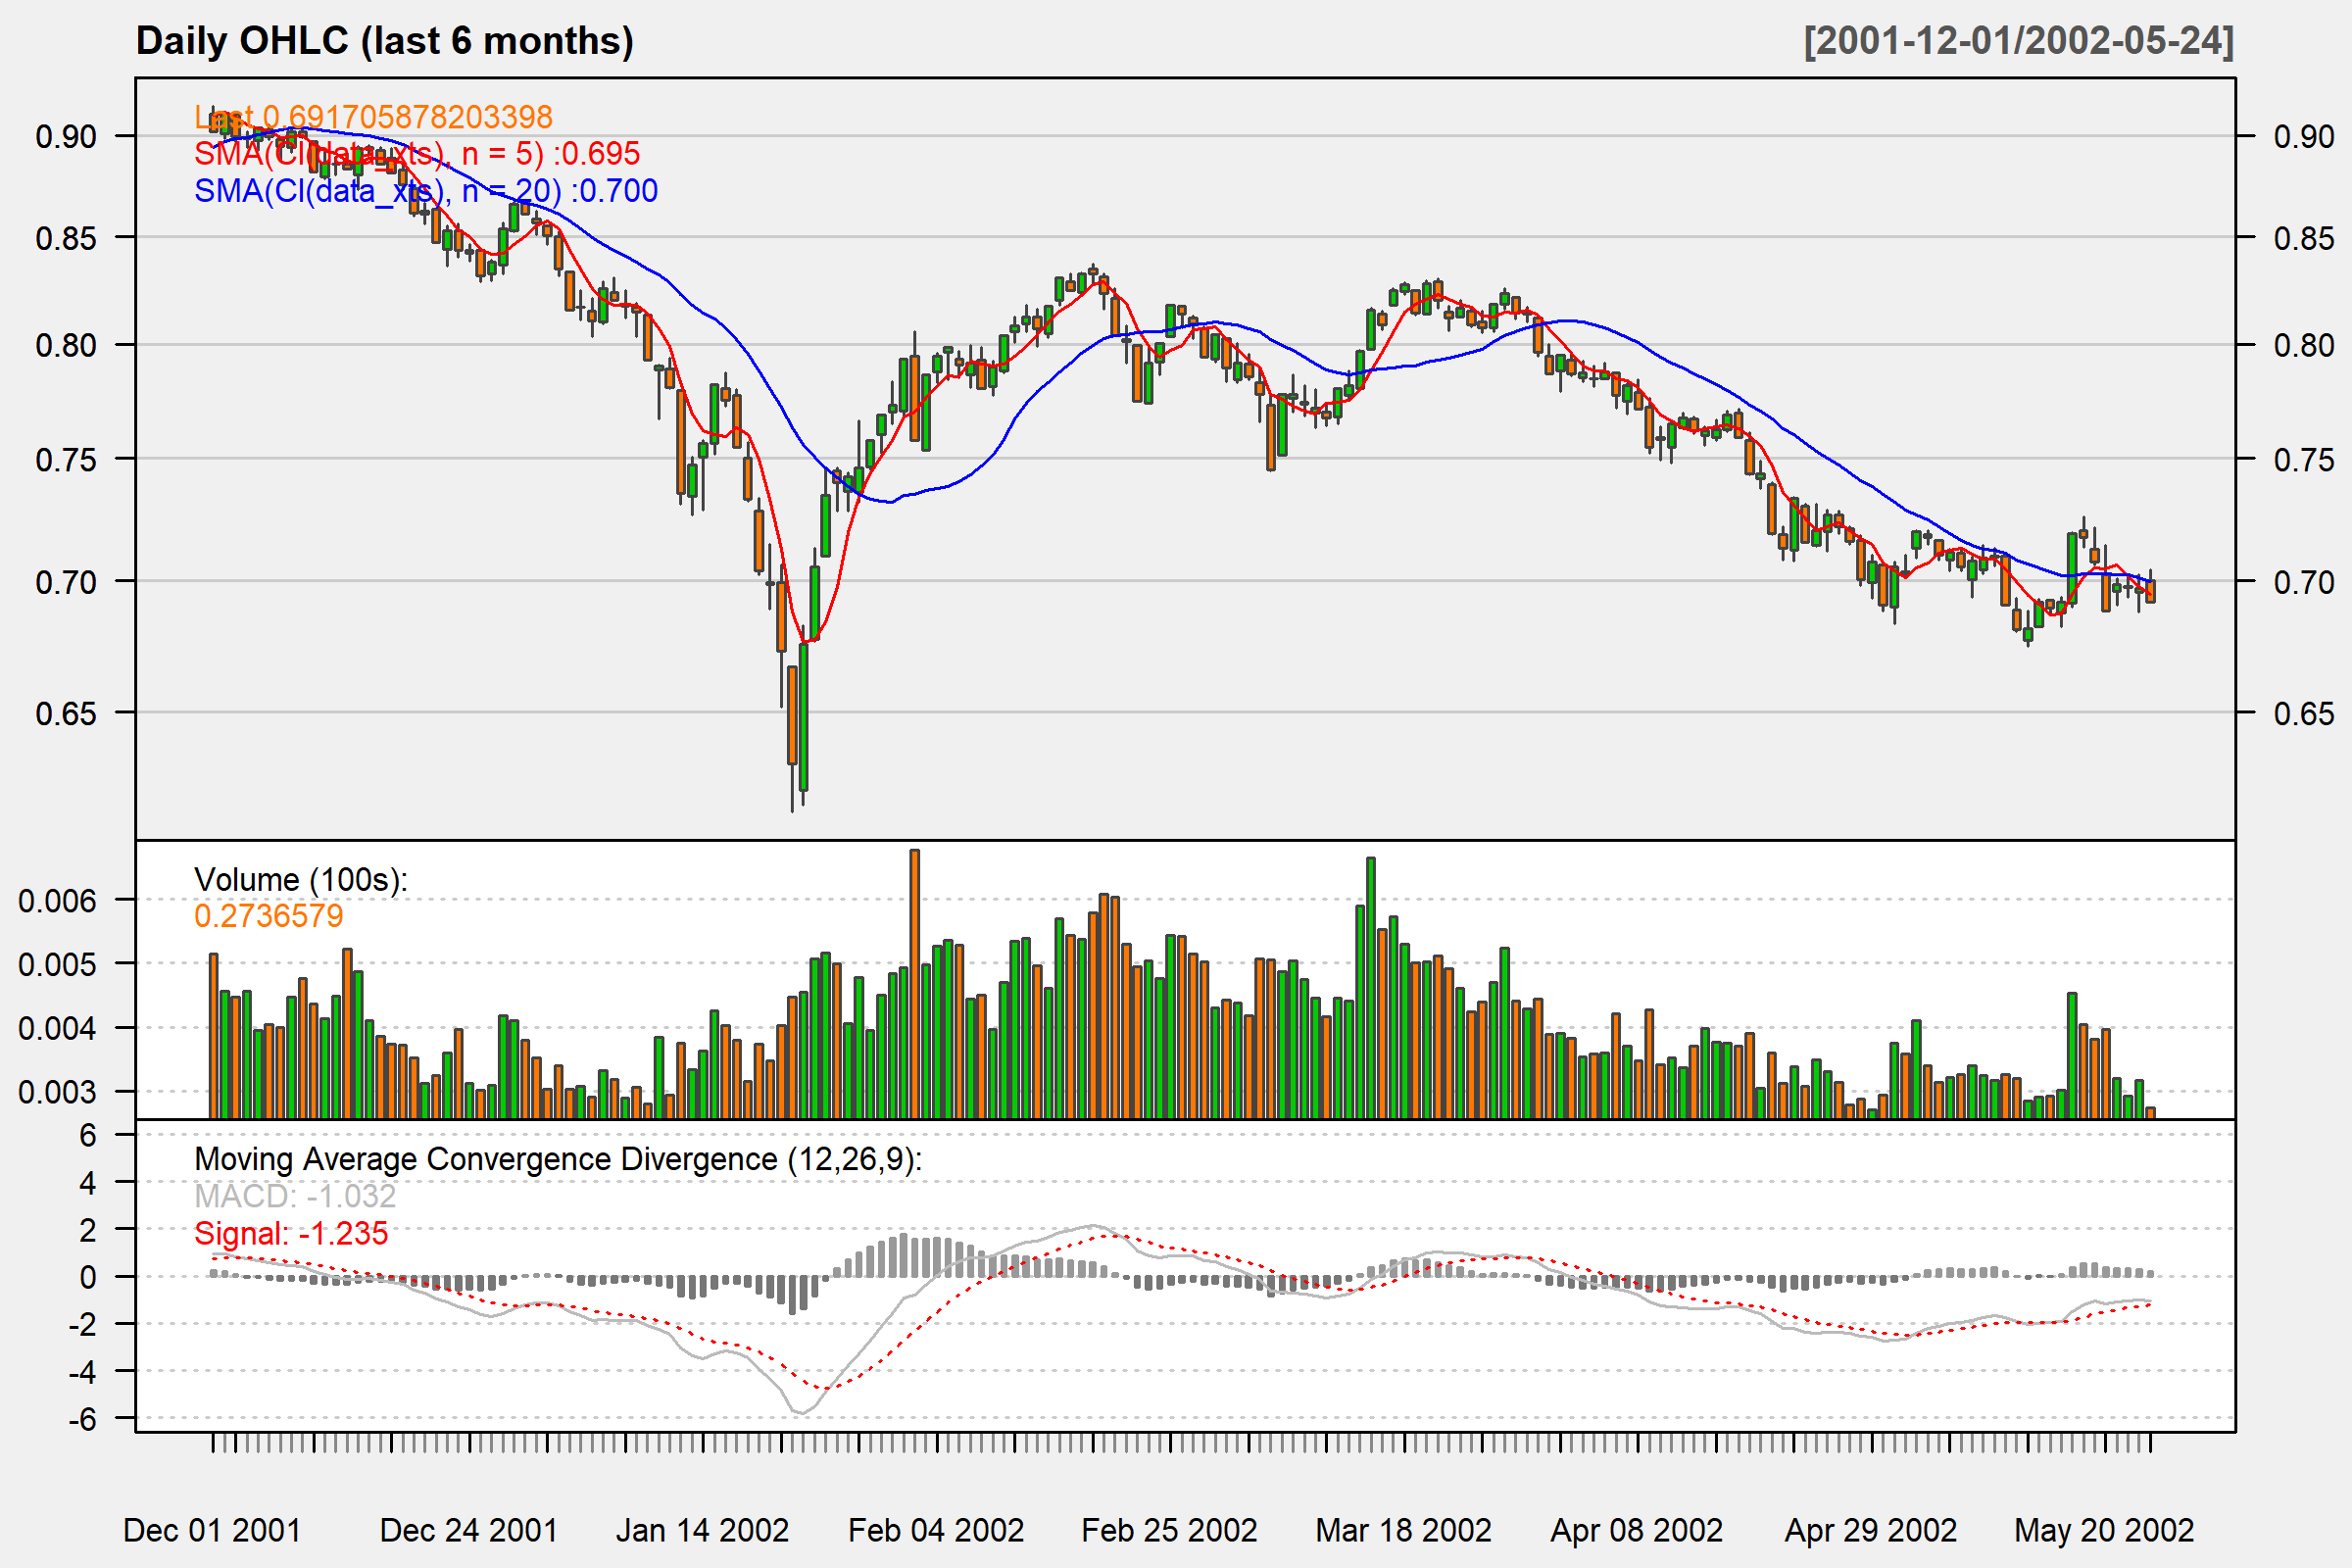 Daily OHLC (last 6 months) [2001-12-01/2002-05-24]
Last 0.691705878203398
SMA(Cl(data_xts), n = 5) :0.695
SMA(Cl(data_xts), n = 20) :0.700
0.90 0.90
0.85 0.85
0.80 0.80
0.75 0.75
0.70 0.70
0.65 0.65
Volume (100s):
0.2736579
0.006
0.005
0.004
0.003
Moving Average Convergence Divergence (12,26,9):
MACD: -1.032
Signal: -1.235
6
4
2
0
-2
-4
-6
Dec 01 2001 Dec 24 2001 Jan 14 2002 Feb 04 2002 Feb 25 2002 Mar 18 2002 Apr 08 2002 Apr 29 2002 May 20 2002